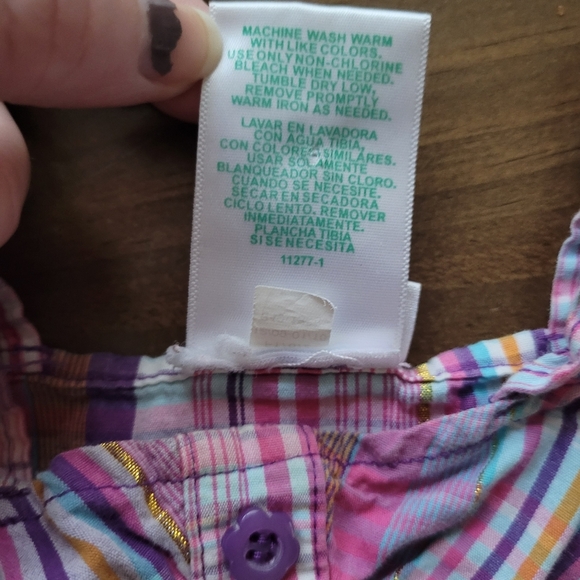 MACHINE WASH WARM
WITH LIKE COLORS.
USE ONLY NON-CHLORINE
BLEACH WHEN NEEDED.
TUMBLE DRY LOW,
REMOVE PROMPTLY
WARM IRON AS NEEDED.
LAVAR EN LAVADORA
CON AGUA TIBIA,
CON COLORES SIMILARES.
USAR SOLAMENTE
BLANQUEADOR SIN CLORO.
CUANDO SE NECESITE.
SECAR EN SECADORA
CICLO LENTO. REMOVER
INMEDIATAMENTE.
PLANCHA TIBIA
SI SE NECESITA
11277-1